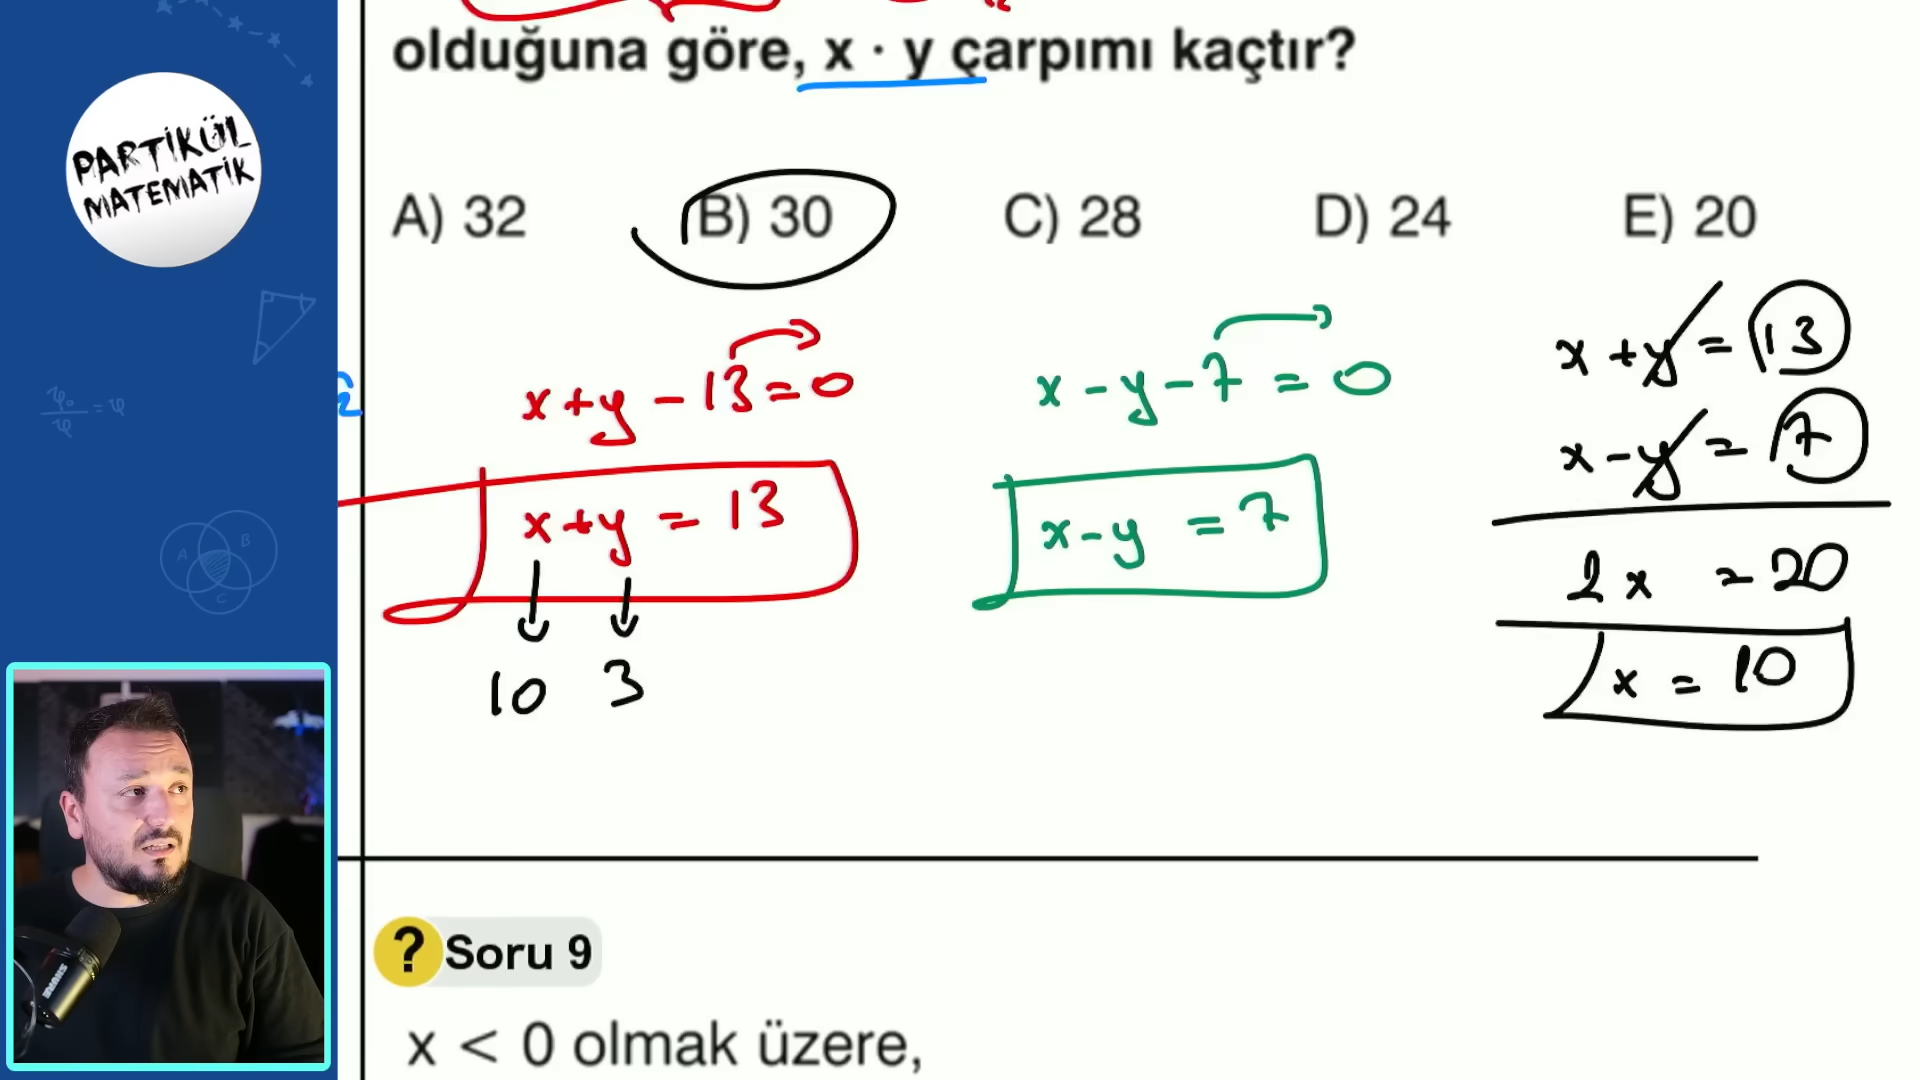 PARTİKÜL
MATEMATİK
olduğuna göre, x · y çarpımı kaçtır?
A) 32 B) 30 C) 28 D) 24 E) 20
x + y - 13 = 0
x - y - 7 = 0
x + y = 13
x - y = 7
x + y = 13
x - y = 7
2x = 20
x = 10
10 3
A B
C
? Soru 9
x < 0 olmak üzere,
SHURE